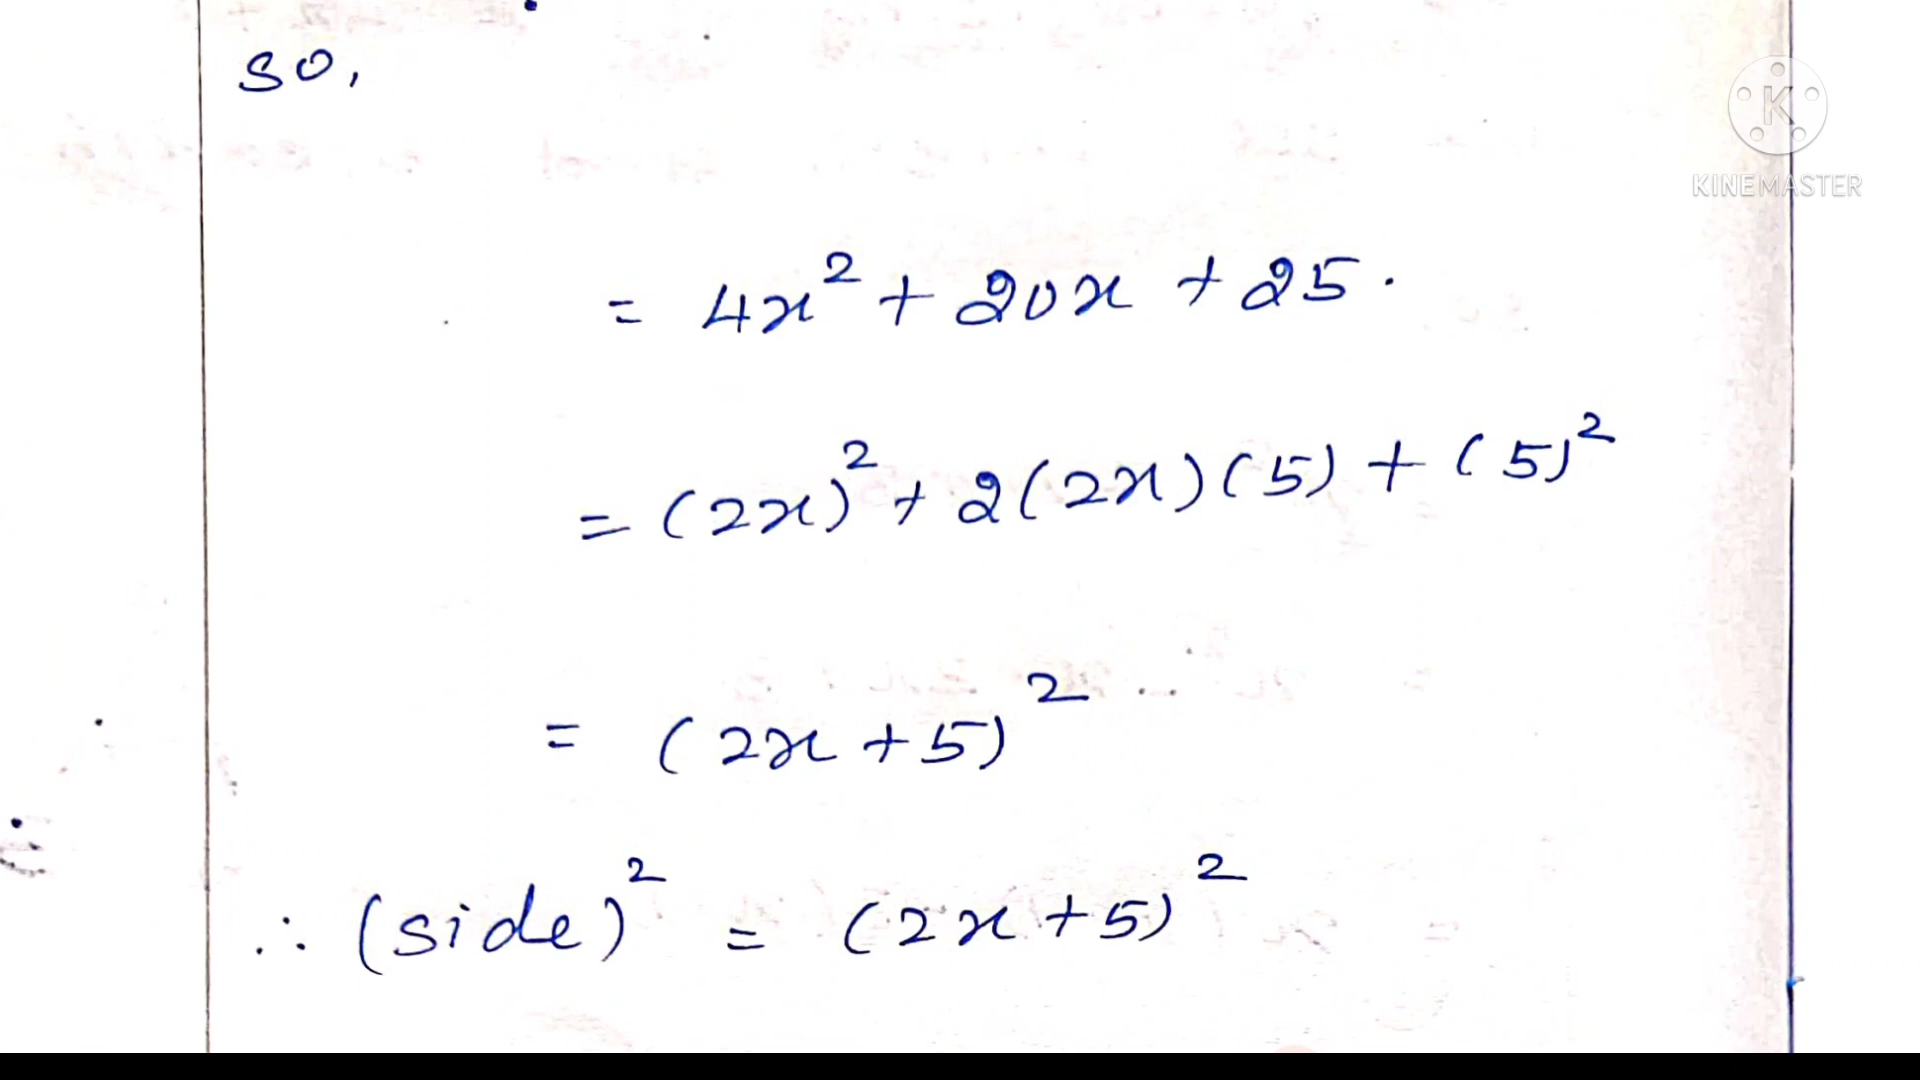 so,
= 4x² + 20x + 25.
= (2x)² + 2(2x)(5) + (5)²
= (2x + 5)²
∴ (side)² = (2x + 5)²
K
KINEMASTER